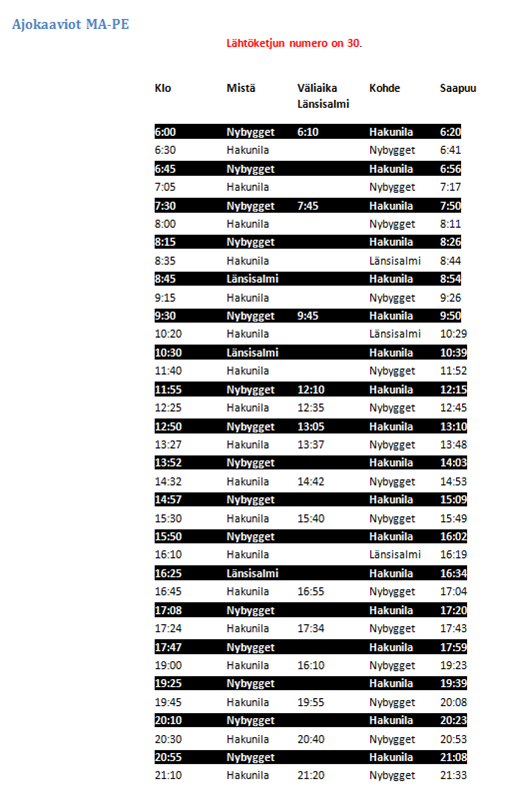 Ajokaaviot MA-PE
Lähtöketjun numero on 30.
Klo Mistä Väliaika Kohde Saapuu
Länsisalmi
6:00 Nybygget 6:10 Hakunila 6:20
6:30 Hakunila Nybygget 6:41
6:45 Nybygget Hakunila 6:56
7:05 Hakunila Nybygget 7:17
7:30 Nybygget 7:45 Hakunila 7:50
8:00 Hakunila Nybygget 8:11
8:15 Nybygget Hakunila 8:26
8:35 Hakunila Länsisalmi 8:44
8:45 Länsisalmi Hakunila 8:54
9:15 Hakunila Nybygget 9:26
9:30 Nybygget 9:45 Hakunila 9:50
10:20 Hakunila Länsisalmi 10:29
10:30 Länsisalmi Hakunila 10:39
11:40 Hakunila Nybygget 11:52
11:55 Nybygget 12:10 Hakunila 12:15
12:25 Hakunila 12:35 Nybygget 12:45
12:50 Nybygget 13:05 Hakunila 13:10
13:27 Hakunila 13:37 Nybygget 13:48
13:52 Nybygget Hakunila 14:03
14:32 Hakunila 14:42 Nybygget 14:53
14:57 Nybygget Hakunila 15:09
15:30 Hakunila 15:40 Nybygget 15:49
15:50 Nybygget Hakunila 16:02
16:10 Hakunila Länsisalmi 16:19
16:25 Länsisalmi Hakunila 16:34
16:45 Hakunila 16:55 Nybygget 17:04
17:08 Nybygget Hakunila 17:20
17:24 Hakunila 17:34 Nybygget 17:43
17:47 Nybygget Hakunila 17:59
19:00 Hakunila 16:10 Nybygget 19:23
19:25 Nybygget Hakunila 19:39
19:45 Hakunila 19:55 Nybygget 20:08
20:10 Nybygget Hakunila 20:23
20:30 Hakunila 20:40 Nybygget 20:53
20:55 Nybygget Hakunila 21:08
21:10 Hakunila 21:20 Nybygget 21:33